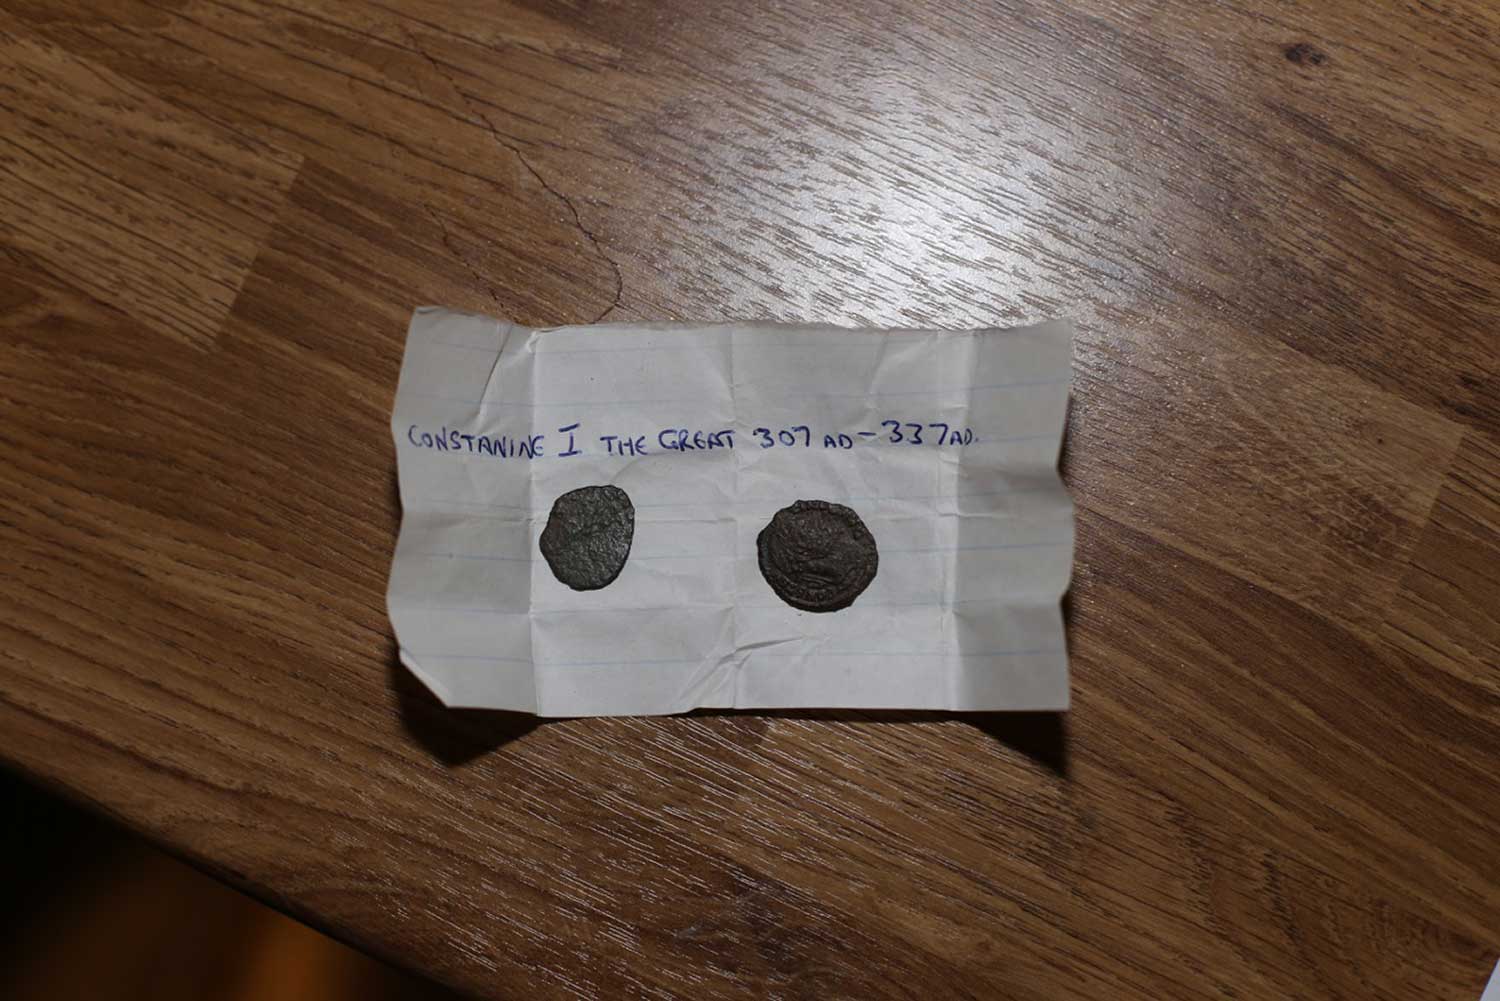 CONSTANINE I THE GREAT 307 AD - 337 AD.